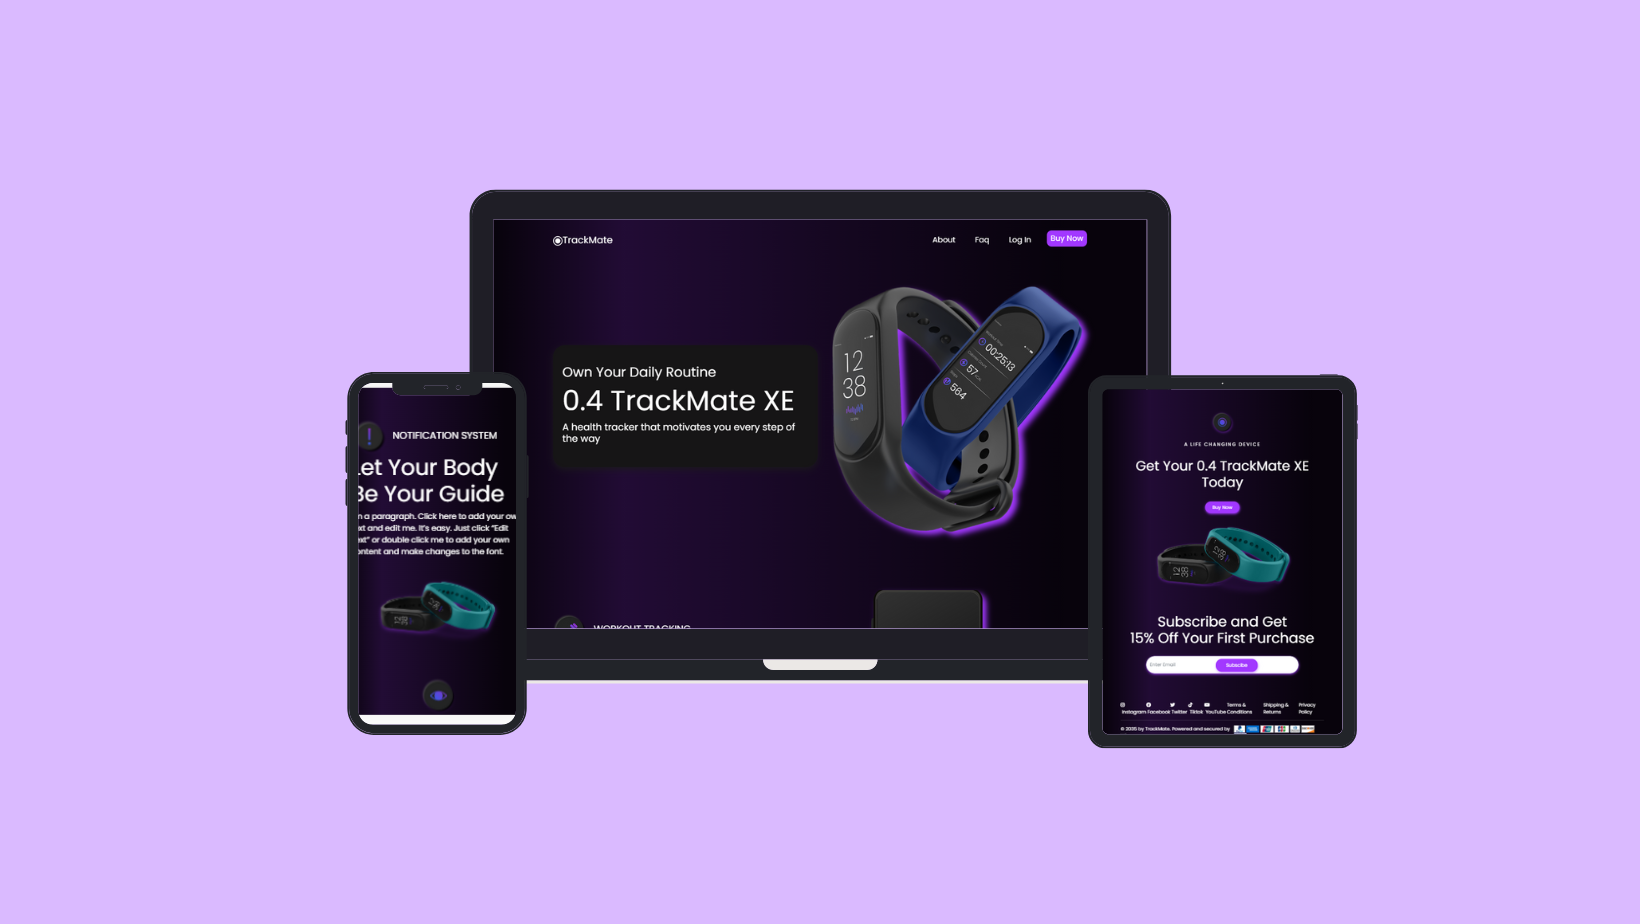 TrackMate
About Faq Log In Buy Now
Own Your Daily Routine
0.4 TrackMate XE
A health tracker that motivates you every step of
the way
12
38
00:25:13
57
564
WORKOUT TRACKING
! NOTIFICATION SYSTEM
Let Your Body
Be Your Guide
n a paragraph. Click here to add your ow
xt and edit me. It's easy. Just click "Edit
xt" or double click me to add your own
ontent and make changes to the font.
A LIFE CHANGING DEVICE
Get Your 0.4 TrackMate XE
Today
Buy Now
12
38
Subscribe and Get
15% Off Your First Purchase
Enter Email Subscribe
Instagram Facebook Twitter Tiktok YouTube
Terms &
Conditions
Shipping &
Returns
Privacy
Policy
by TrackMate. Powered and secured by